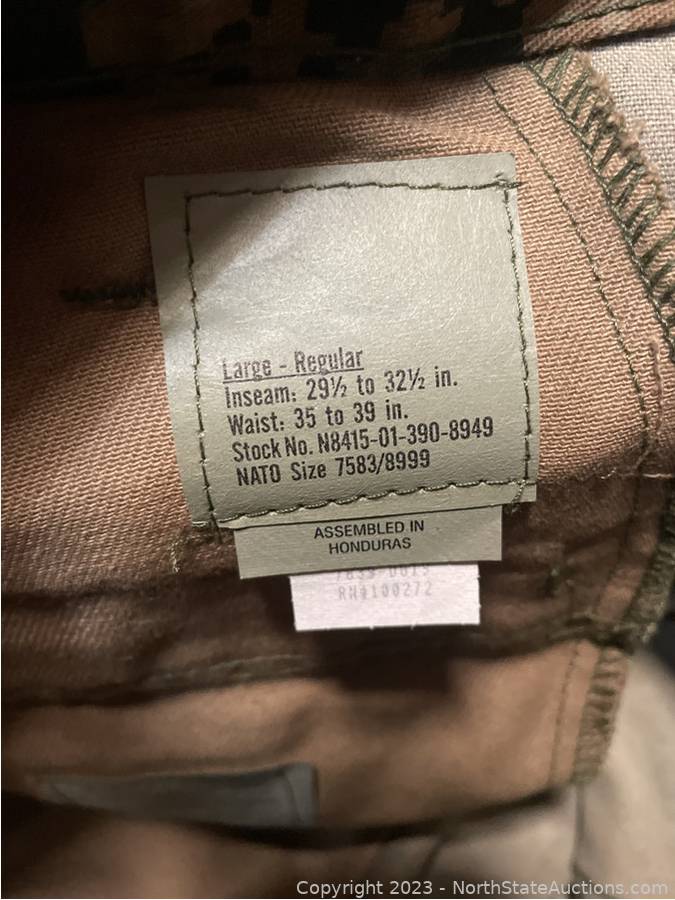 Large - Regular
Inseam: 29½ to 32½ in.
Waist: 35 to 39 in.
Stock No. N8415-01-390-8949
NATO Size 7583/8999
ASSEMBLED IN
HONDURAS
RN#100272
Copyright 2023 - NorthStateAuctions.com